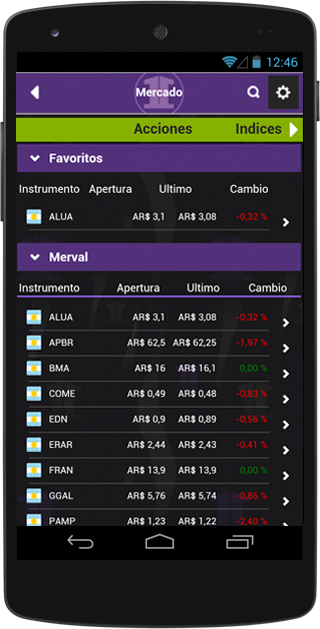 12:46
Mercado
Acciones Indices
Favoritos
Instrumento Apertura Ultimo Cambio
ALUA AR$ 3,1 AR$ 3,08 -0,32 %
Merval
Instrumento Apertura Ultimo Cambio
ALUA AR$ 3,1 AR$ 3,08 -0,32 %
APBR AR$ 62,5 AR$ 62,25 -1,97 %
BMA AR$ 16 AR$ 16,1 0,00 %
COME AR$ 0,49 AR$ 0,48 -0,83 %
EDN AR$ 0,9 AR$ 0,89 -0,56 %
ERAR AR$ 2,44 AR$ 2,43 -0,41 %
FRAN AR$ 13,9 AR$ 13,9 0,00 %
GGAL AR$ 5,76 AR$ 5,74 -0,86 %
PAMP AR$ 1,23 AR$ 1,22 -2,40 %